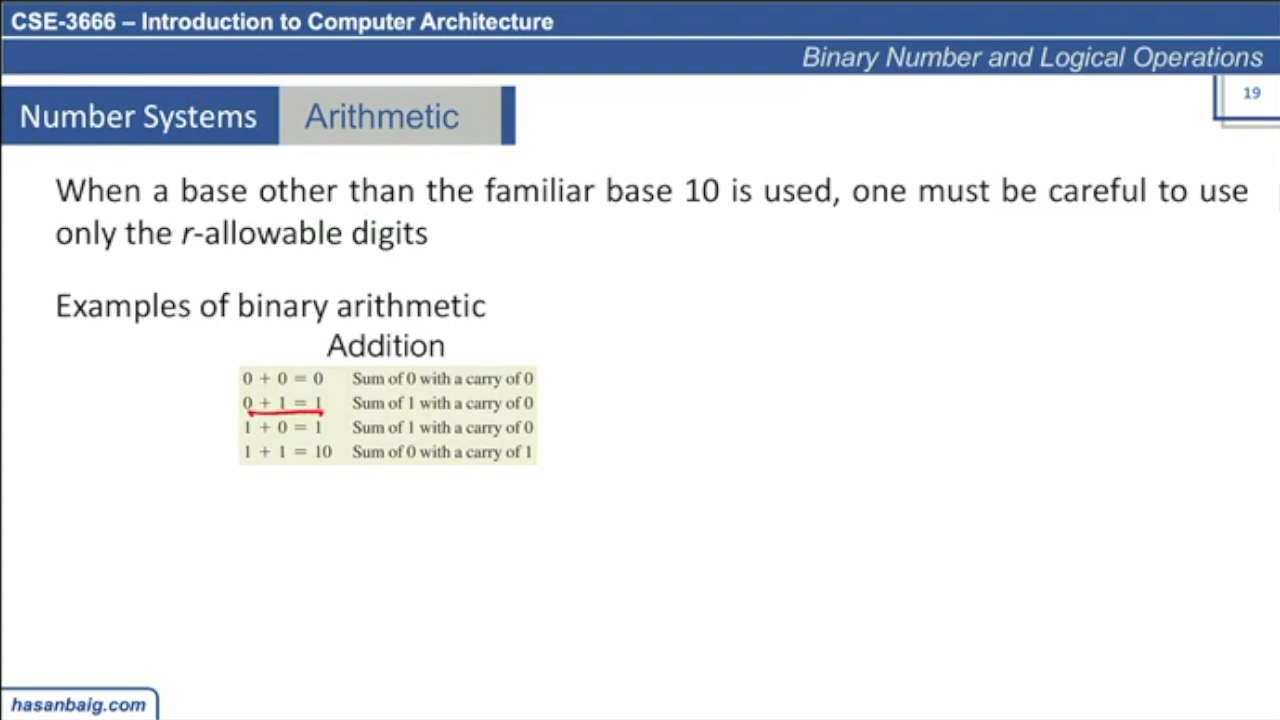 CSE-3666 – Introduction to Computer Architecture
Binary Number and Logical Operations
19
Number Systems Arithmetic
When a base other than the familiar base 10 is used, one must be careful to use
only the r-allowable digits
Examples of binary arithmetic
Addition
0 + 0 = 0 Sum of 0 with a carry of 0
0 + 1 = 1 Sum of 1 with a carry of 0
1 + 0 = 1 Sum of 1 with a carry of 0
1 + 1 = 10 Sum of 0 with a carry of 1
hasanbaig.com